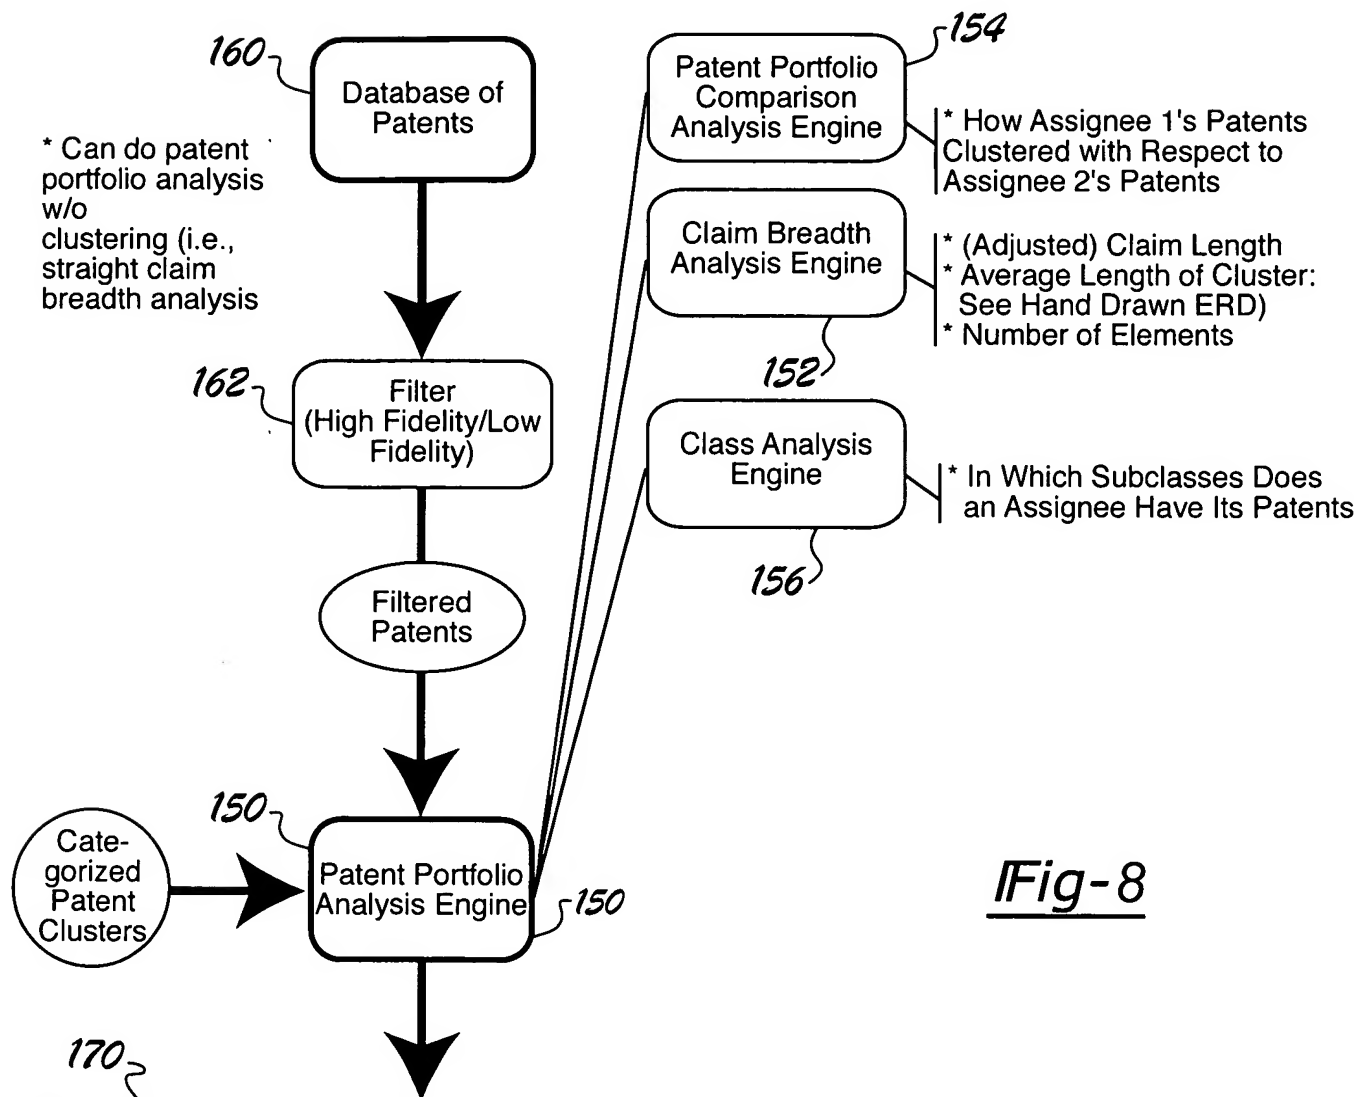 160
Database of
Patents
* Can do patent
portfolio analysis
w/o
clustering (i.e.,
straight claim
breadth analysis
162
Filter
(High Fidelity/Low
Fidelity)
Filtered
Patents
150
Cate-
gorized
Patent
Clusters
Patent Portfolio
Analysis Engine
150
170
154
Patent Portfolio
Comparison
Analysis Engine
* How Assignee 1's Patents
Clustered with Respect to
Assignee 2's Patents
Claim Breadth
Analysis Engine
* (Adjusted) Claim Length
* Average Length of Cluster:
See Hand Drawn ERD)
* Number of Elements
152
Class Analysis
Engine
* In Which Subclasses Does
an Assignee Have Its Patents
156
Fig-8